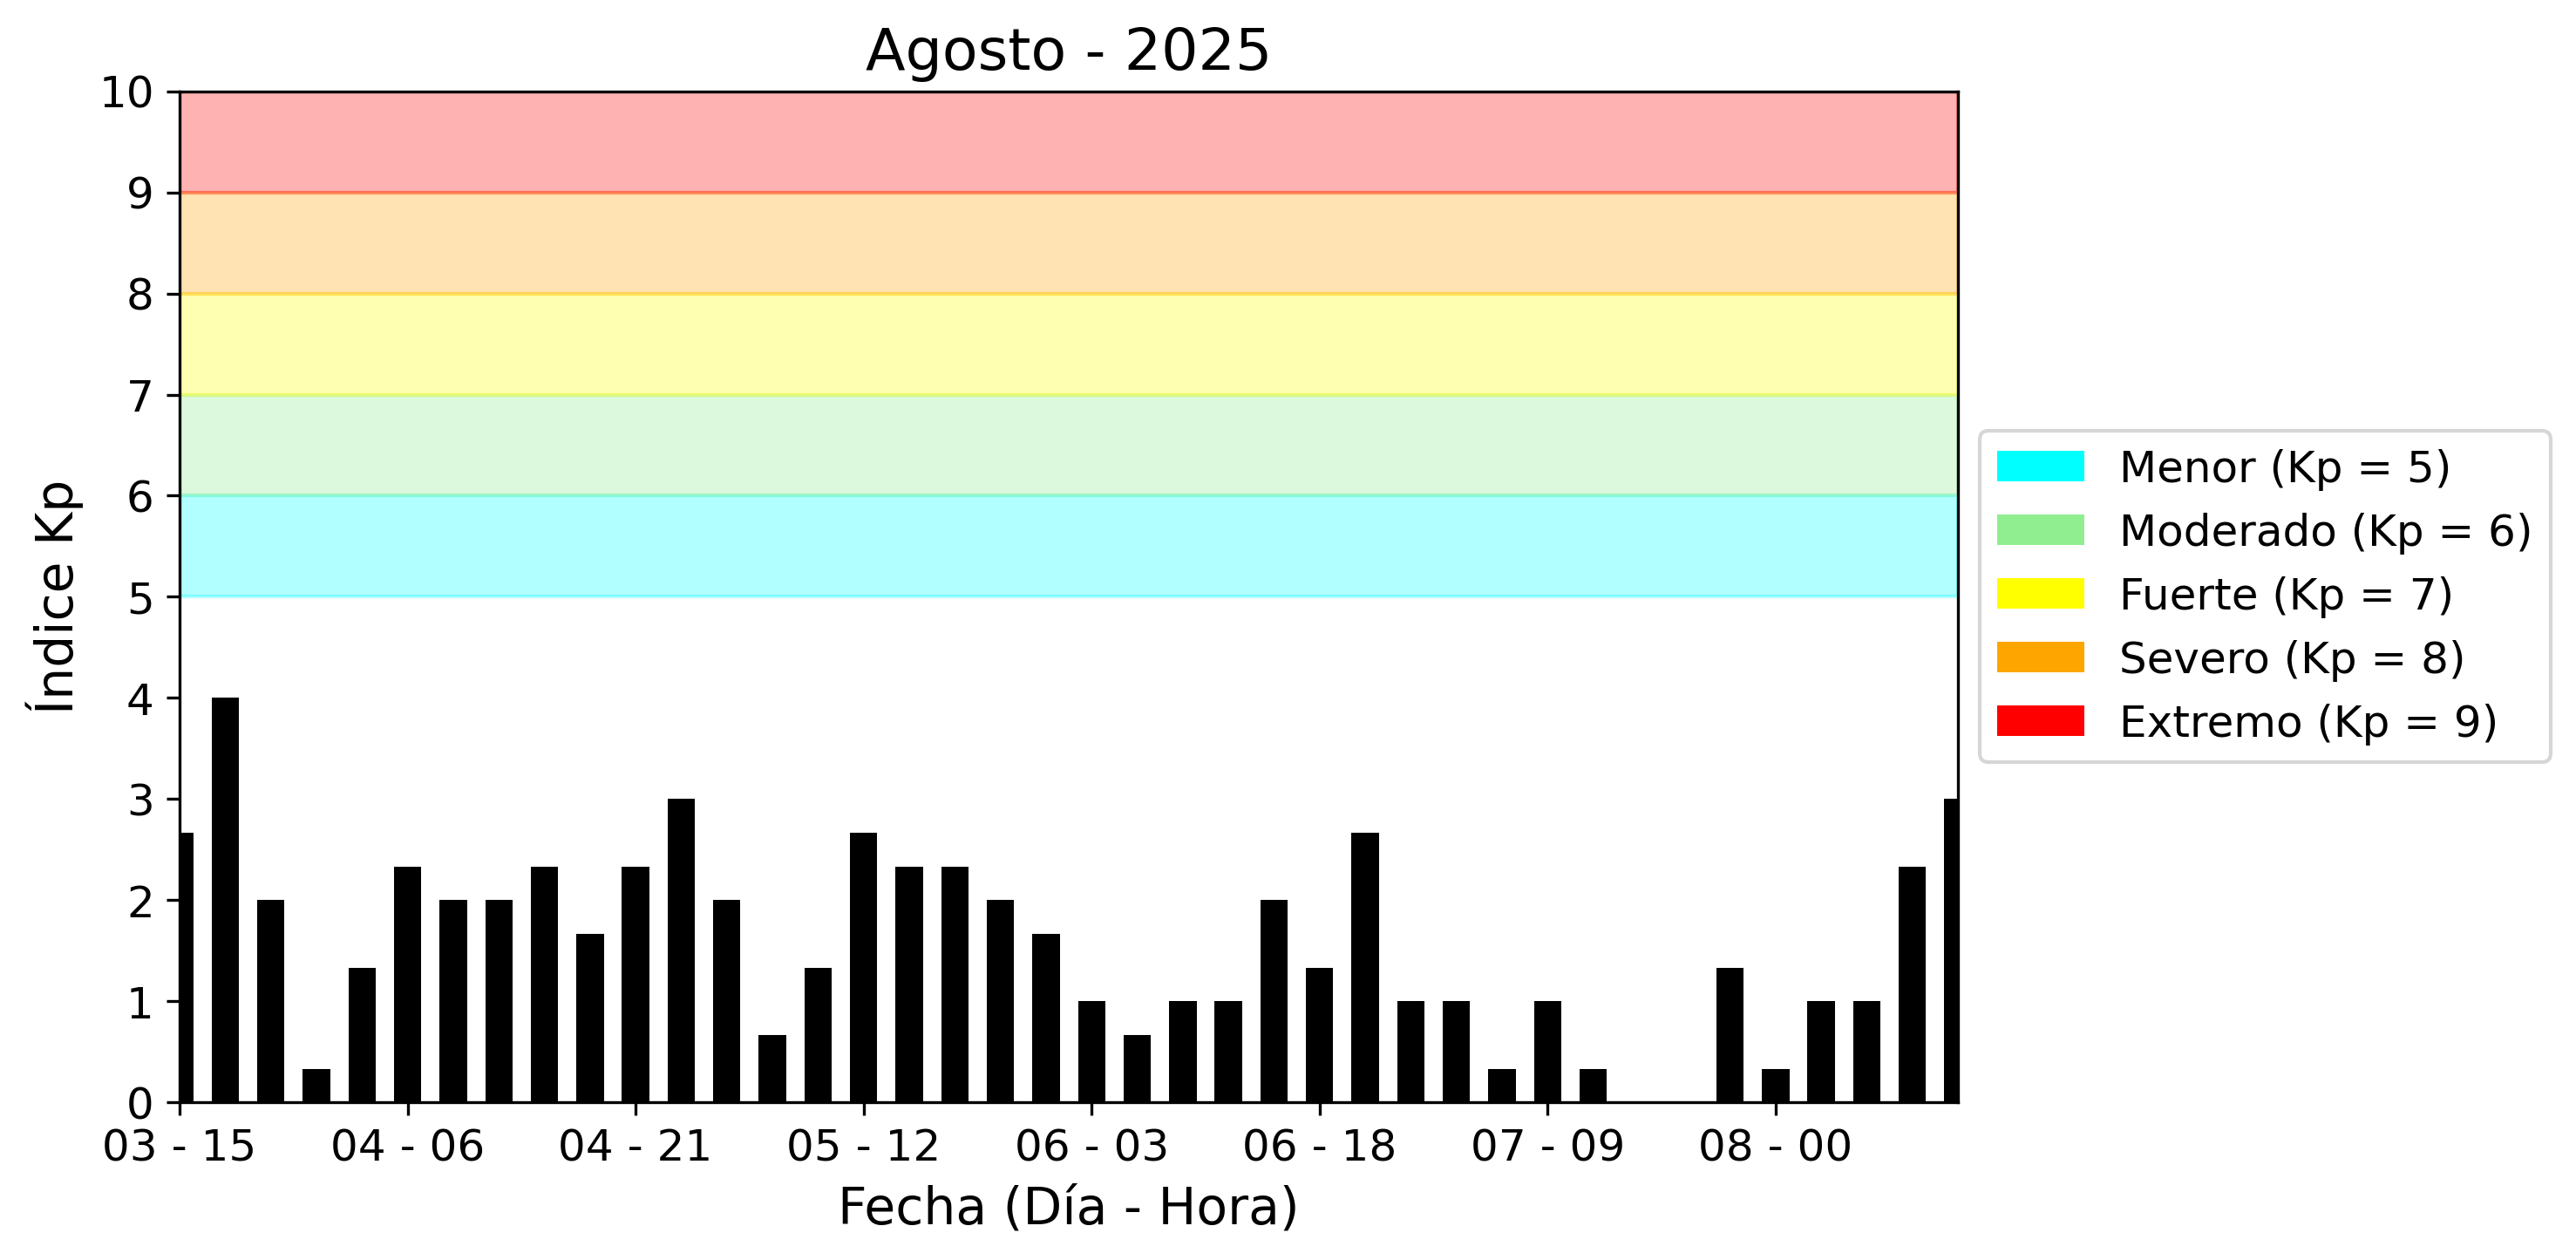 Agosto - 2025
10
9
8
7
6
5
4
3
2
1
0
Índice Kp
03 - 15
04 - 06
04 - 21
05 - 12
06 - 03
06 - 18
07 - 09
08 - 00
Fecha (Día - Hora)
Menor (Kp = 5)
Moderado (Kp = 6)
Fuerte (Kp = 7)
Severo (Kp = 8)
Extremo (Kp = 9)